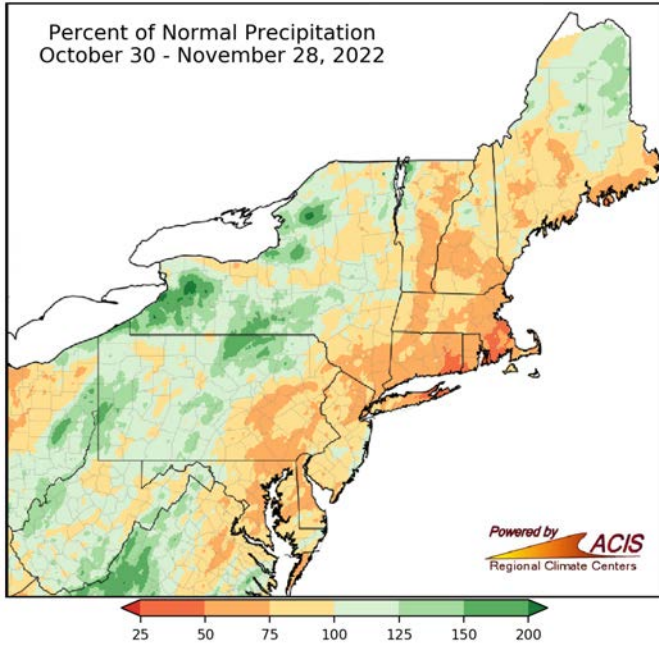 Percent of Normal Precipitation
October 30 - November 28, 2022
Powered by
ACIS
Regional Climate Centers
25 50 75 100 125 150 200